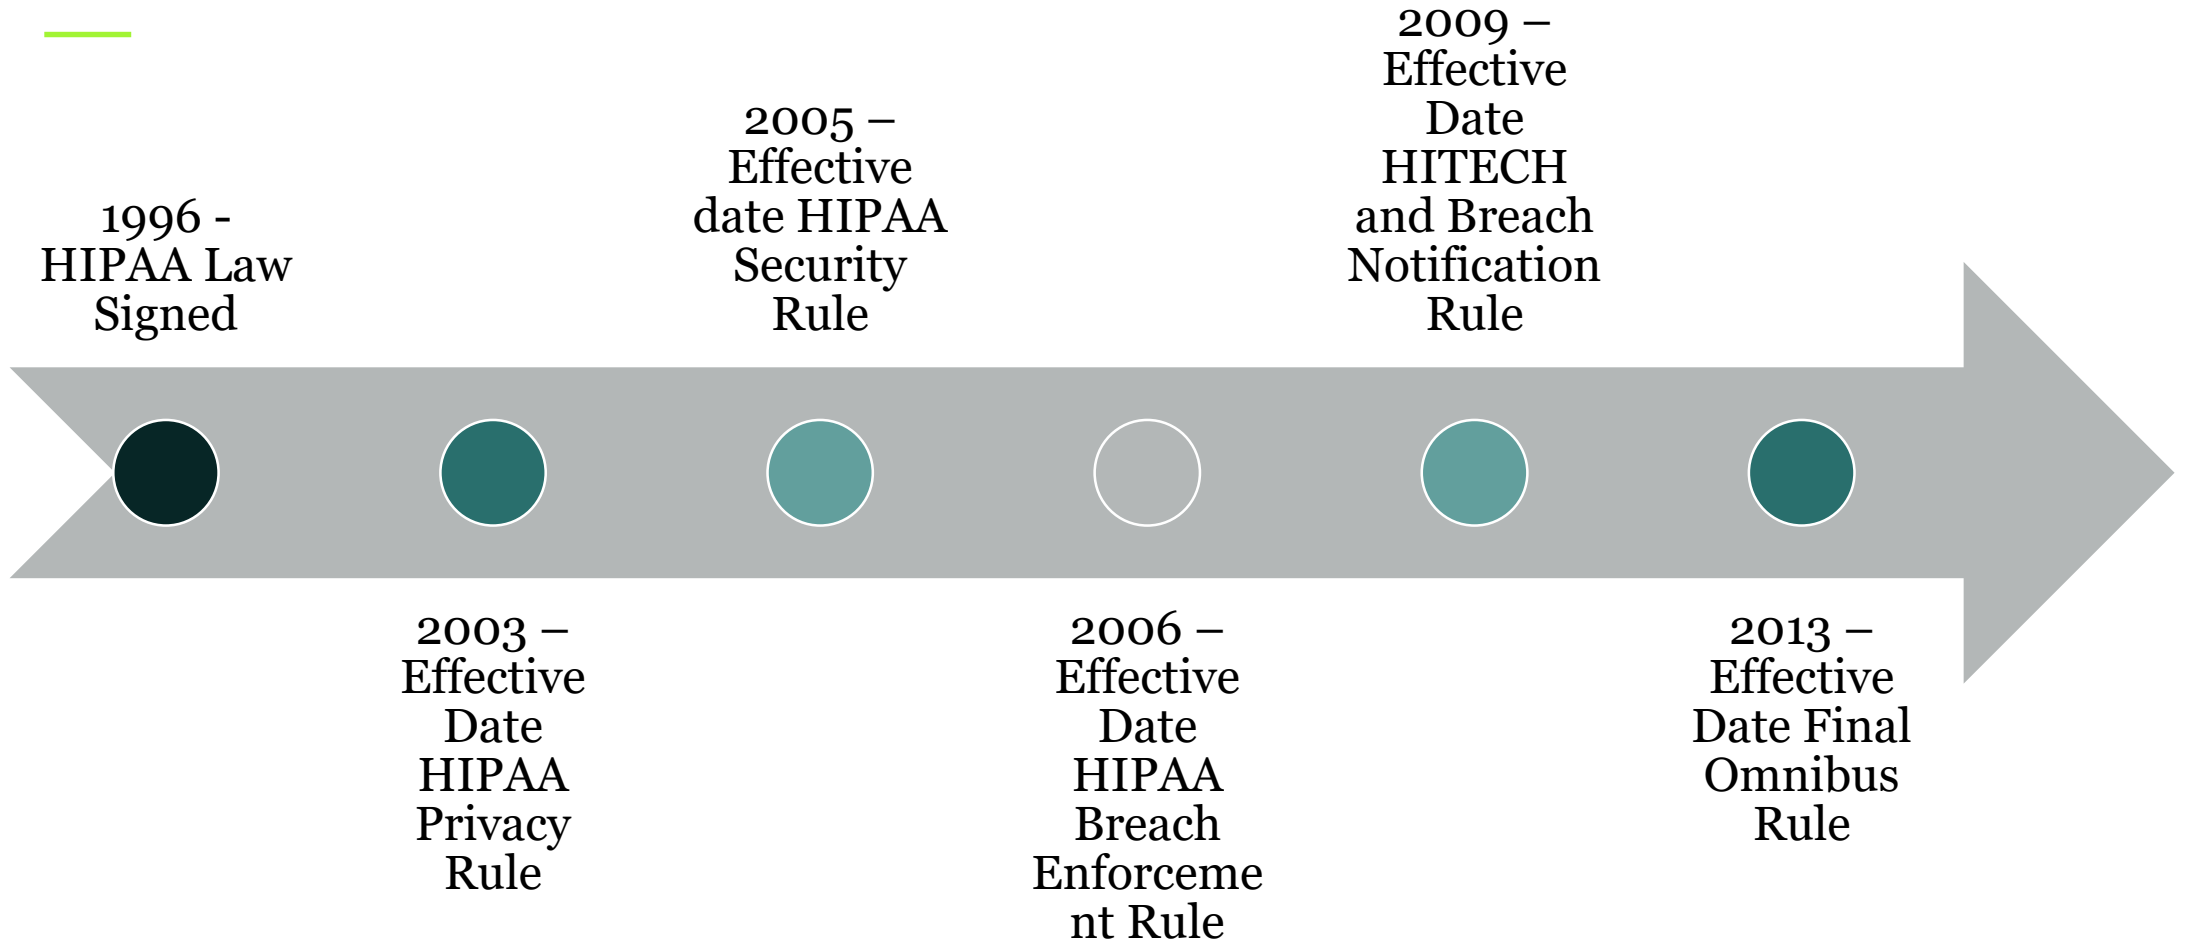 1996 -
HIPAA Law
Signed
2003 –
Effective
Date
HIPAA
Privacy
Rule
2005 –
Effective
date HIPAA
Security
Rule
2006 –
Effective
Date
HIPAA
Breach
Enforceme
nt Rule
2009 –
Effective
Date
HITECH
and Breach
Notification
Rule
2013 –
Effective
Date Final
Omnibus
Rule